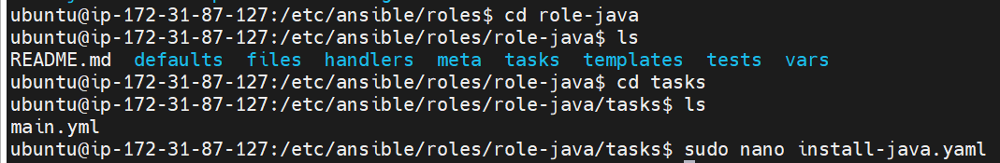 ubuntu@ip-172-31-87-127:/etc/ansible/roles$ cd role-java
ubuntu@ip-172-31-87-127:/etc/ansible/roles/role-java$ ls
README.md  defaults  files  handlers  meta  tasks  templates  tests  vars
ubuntu@ip-172-31-87-127:/etc/ansible/roles/role-java$ cd tasks
ubuntu@ip-172-31-87-127:/etc/ansible/roles/role-java/tasks$ ls
main.yml
ubuntu@ip-172-31-87-127:/etc/ansible/roles/role-java/tasks$ sudo nano install-java.yaml